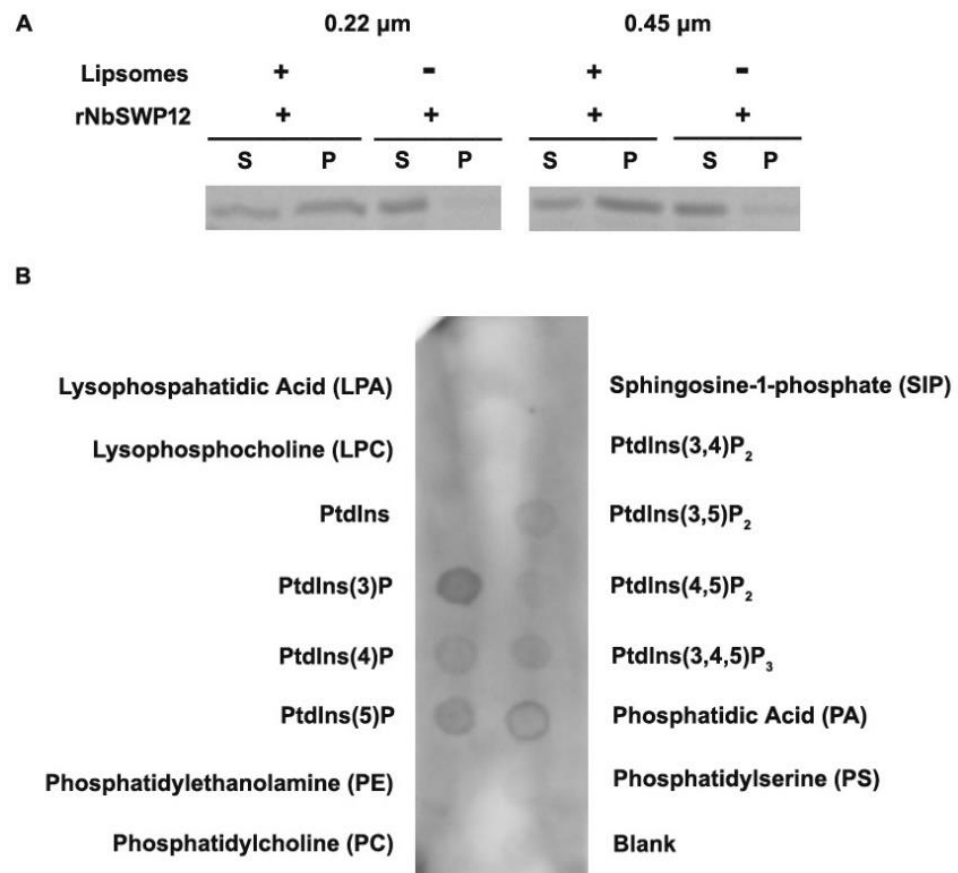 A
0.22 µm 0.45 µm
Lipsomes + - + -
rNbSWP12 + + + +
S P S P S P S P
B
Lysophospahatidic Acid (LPA) Sphingosine-1-phosphate (SIP)
Lysophosphocholine (LPC) PtdIns(3,4)P₂
PtdIns PtdIns(3,5)P₂
PtdIns(3)P PtdIns(4,5)P₂
PtdIns(4)P PtdIns(3,4,5)P₃
PtdIns(5)P Phosphatidic Acid (PA)
Phosphatidylethanolamine (PE) Phosphatidylserine (PS)
Phosphatidylcholine (PC) Blank